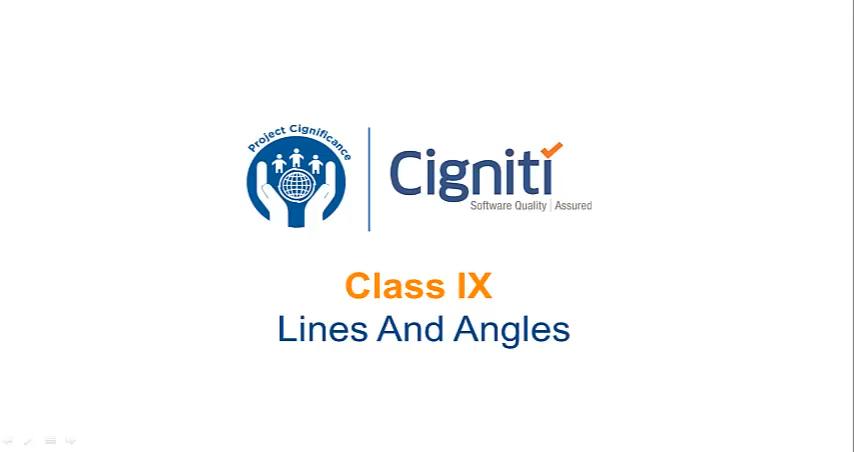 Project Cignificance
Cigniti
Software Quality | Assured
Class IX
Lines And Angles